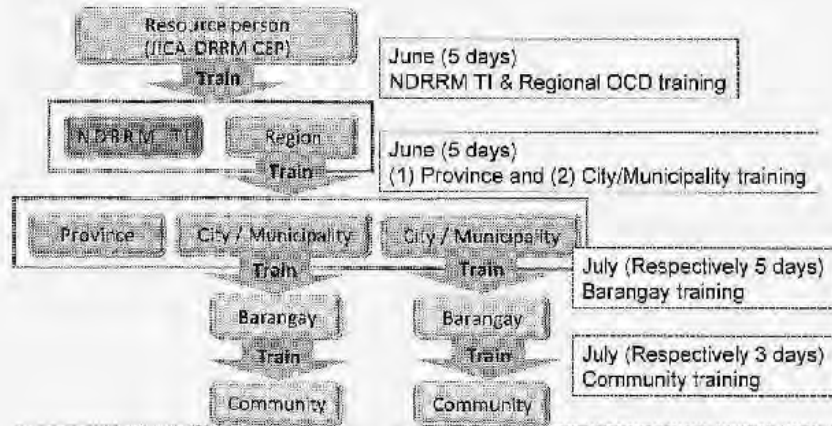 Resource person
(JICA DRRM CEP)
Train
June (5 days)
NDRRM TI & Regional OCD training
NDRRM TI
Region
Train
June (5 days)
(1) Province and (2) City/Municipality training
Province
City / Municipality
City / Municipality
Train
Train
July (Respectively 5 days)
Barangay training
Barangay
Barangay
Train
Train
July (Respectively 3 days)
Community training
Community
Community